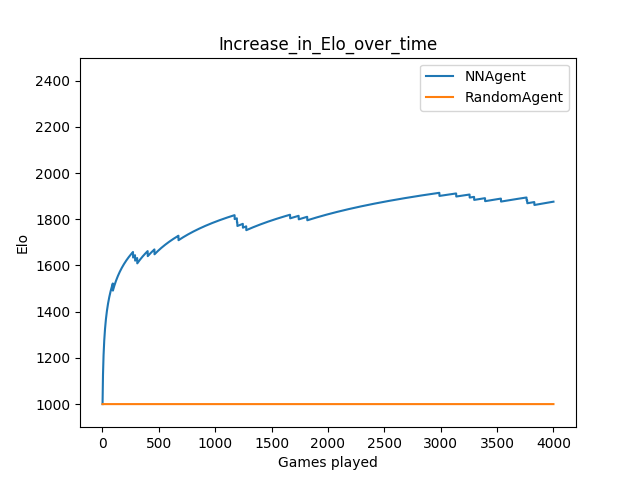 Increase_in_Elo_over_time
NNAgent
RandomAgent
2400
2200
2000
1800
1600
1400
1200
1000
Elo
0 500 1000 1500 2000 2500 3000 3500 4000
Games played